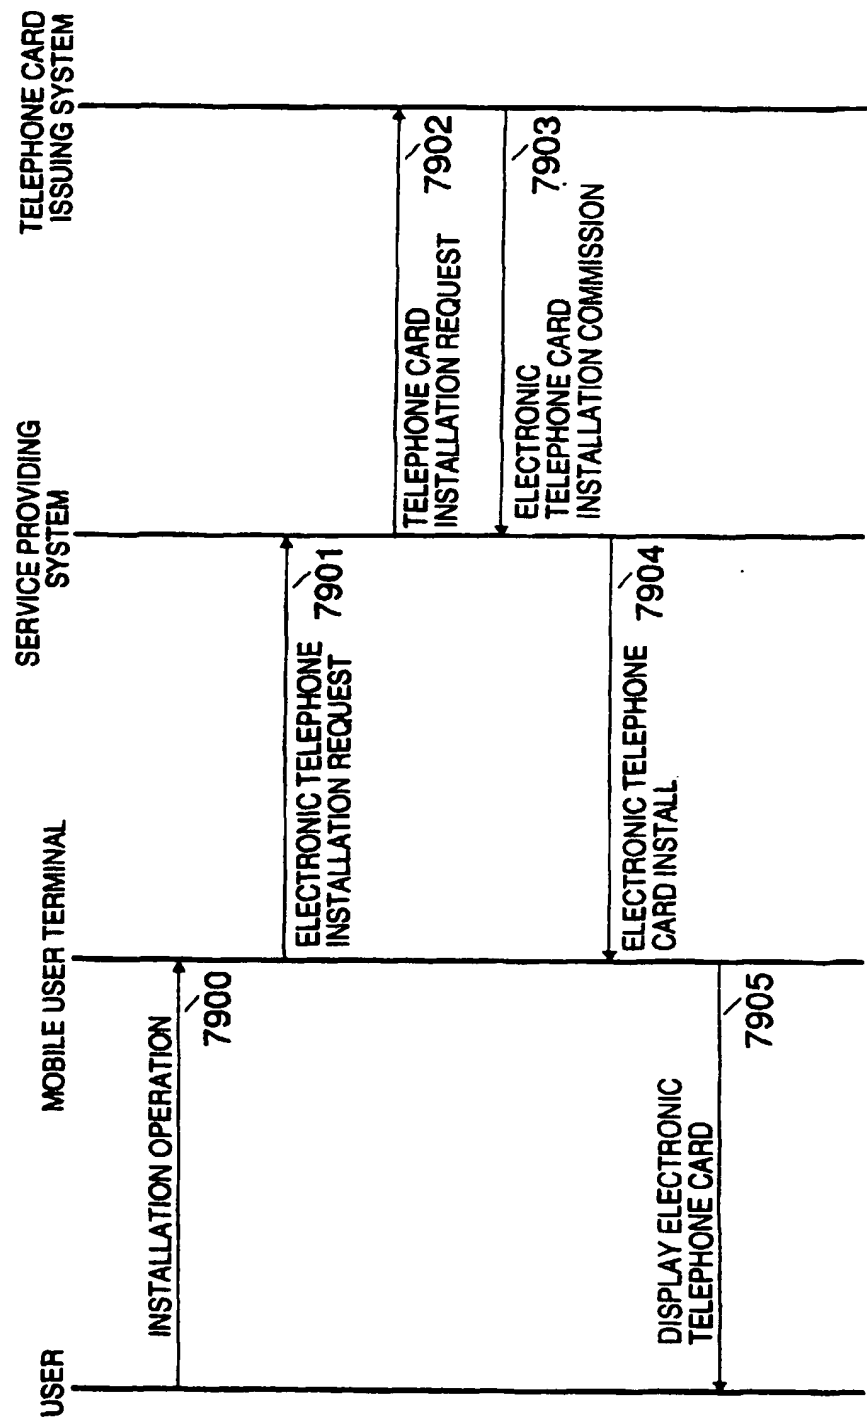 USER
MOBILE USER TERMINAL
SERVICE PROVIDING
SYSTEM
TELEPHONE CARD
ISSUING SYSTEM
INSTALLATION OPERATION
7900
ELECTRONIC TELEPHONE
INSTALLATION REQUEST
7901
TELEPHONE CARD
INSTALLATION REQUEST
7902
ELECTRONIC
TELEPHONE CARD
INSTALLATION COMMISSION
7903
ELECTRONIC TELEPHONE
CARD INSTALL
7904
DISPLAY ELECTRONIC
TELEPHONE CARD
7905